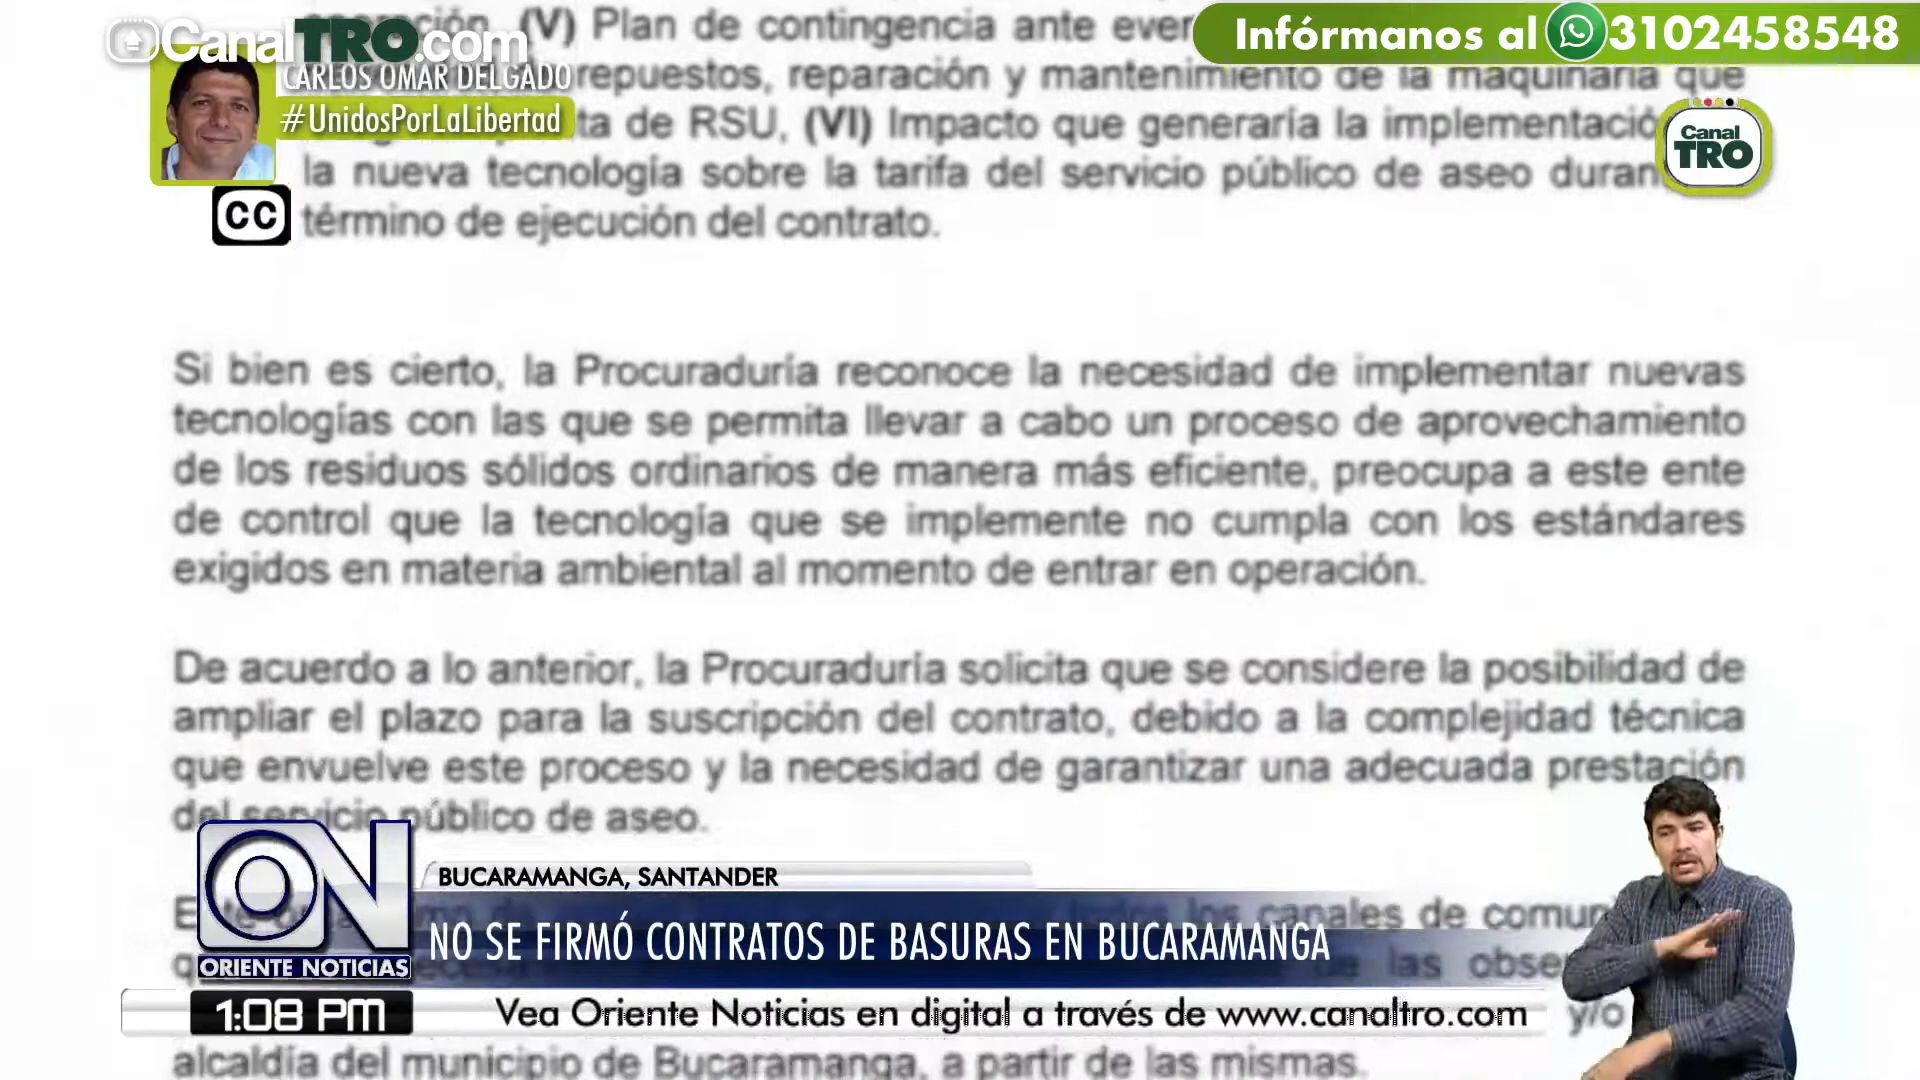 CanalTRO.com
Infórmanos al 3102458548
CARLOS OMAR DELGADO
#UnidosPorLaLibertad
Canal
TRO
CC
(V) Plan de contingencia ante
repuestos, reparación y mantenimiento de la maquinaria que
de RSU, (VI) Impacto que generaría la
la nueva tecnología sobre la tarifa del servicio público de aseo
término de ejecución del contrato.
Si bien es cierto, la Procuraduría reconoce la necesidad de implementar nuevas
tecnologías con las que se permita llevar a cabo un proceso de aprovechamiento
de los residuos sólidos ordinarios de manera más eficiente, preocupa a este ente
de control que la tecnología que se implemente no cumpla con los estándares
exigidos en materia ambiental al momento de entrar en operación.
De acuerdo a lo anterior, la Procuraduría solicita que se considere la posibilidad de
ampliar el plazo para la suscripción del contrato, debido a la complejidad técnica
que envuelve este proceso y la necesidad de garantizar una adecuada prestación
del servicio público de aseo.
los canales de
de las
y/o
alcaldía del municipio de Bucaramanga, a partir de las mismas.
ON
ORIENTE NOTICIAS
BUCARAMANGA, SANTANDER
NO SE FIRMÓ CONTRATOS DE BASURAS EN BUCARAMANGA
1:08 PM
Vea Oriente Noticias en digital a través de www.canaltro.com